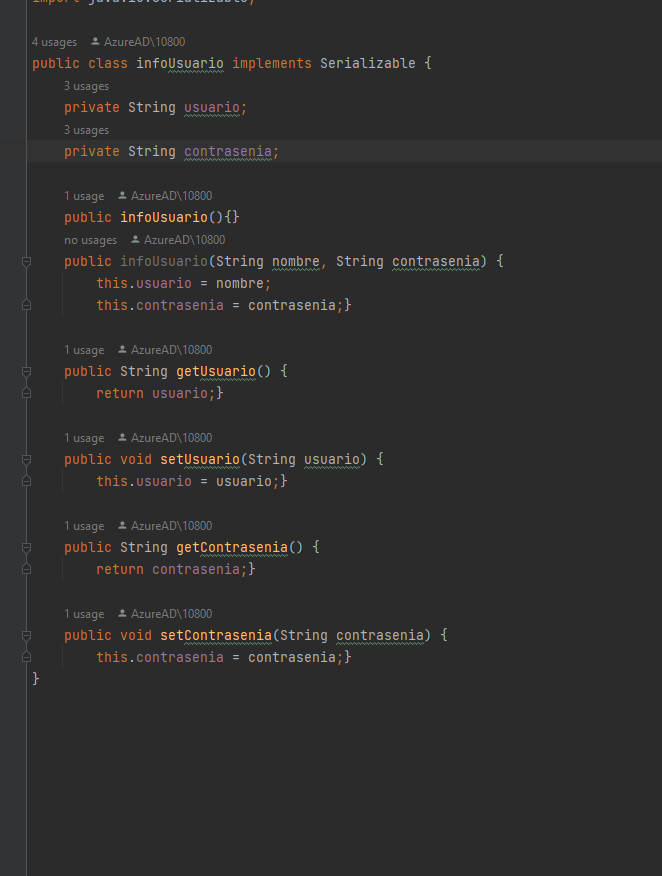 import java.io.Serializable;
4 usages AzureAD\10800
public class infoUsuario implements Serializable {
3 usages
private String usuario;
3 usages
private String contrasenia;
1 usage AzureAD\10800
public infoUsuario(){}
no usages AzureAD\10800
public infoUsuario(String nombre, String contrasenia) {
this.usuario = nombre;
this.contrasenia = contrasenia;}
1 usage AzureAD\10800
public String getUsuario() {
return usuario;}
1 usage AzureAD\10800
public void setUsuario(String usuario) {
this.usuario = usuario;}
1 usage AzureAD\10800
public String getContrasenia() {
return contrasenia;}
1 usage AzureAD\10800
public void setContrasenia(String contrasenia) {
this.contrasenia = contrasenia;}
}